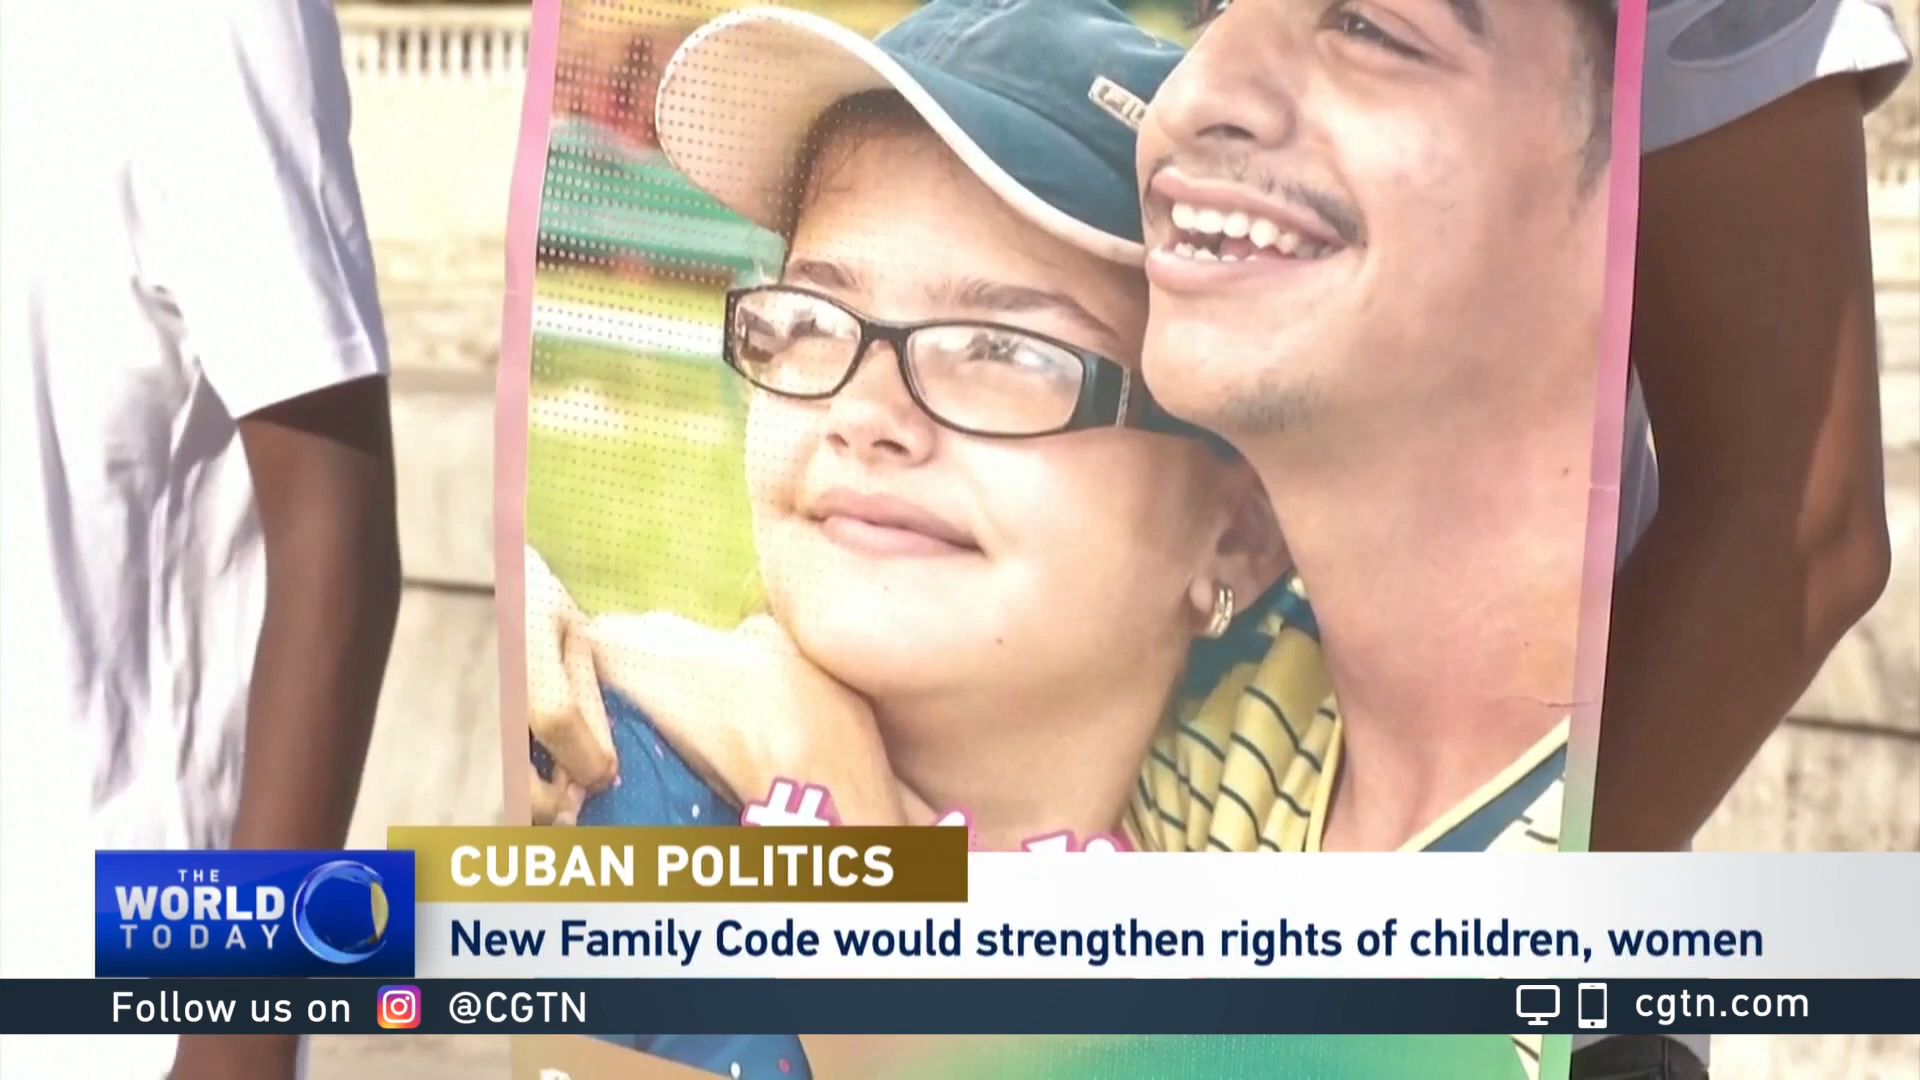 CUBAN POLITICS
THE
WORLD
TODAY
New Family Code would strengthen rights of children, women
Follow us on @CGTN
cgtn.com